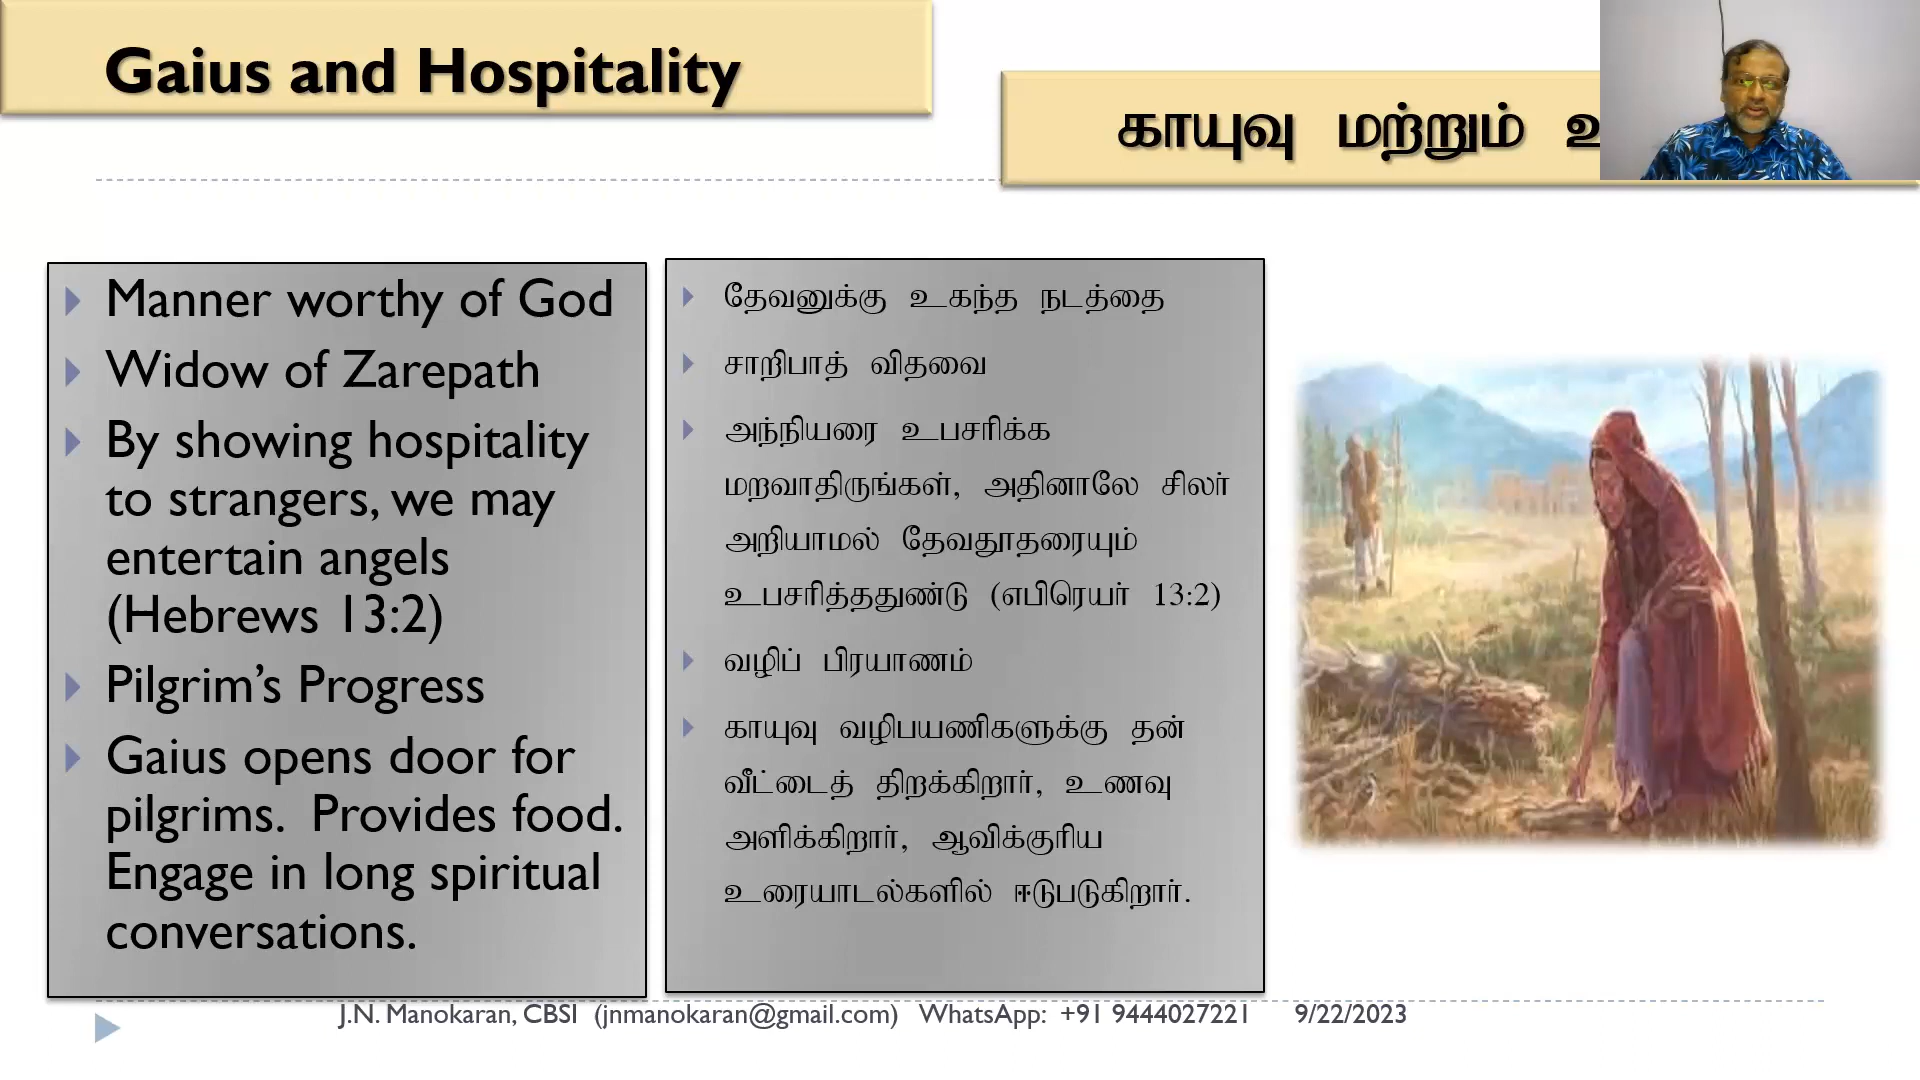 Gaius and Hospitality
காயுவு மற்றும்
Manner worthy of God
Widow of Zarepath
By showing hospitality
to strangers, we may
entertain angels
(Hebrews 13:2)
Pilgrim’s Progress
Gaius opens door for
pilgrims. Provides food.
Engage in long spiritual
conversations.
தேவனுக்கு உகந்த நடத்தை
சாறிபாத் விதவை
அந்நியரை உபசரிக்க
மறவாதிருங்கள், அதினாலே சிலர்
அறியாமல் தேவதூதரையும்
உபசரித்ததுண்டு (எபிரெயர் 13:2)
வழிப் பிரயாணம்
காயுவு வழிபயணிகளுக்கு தன்
வீட்டைத் திறக்கிறார், உணவு
அளிக்கிறார், ஆவிக்குரிய
உரையாடல்களில் ஈடுபடுகிறார்.
J.N. Manokaran, CBSI (jnmanokaran@gmail.com) WhatsApp: +91 9444027221 9/22/2023